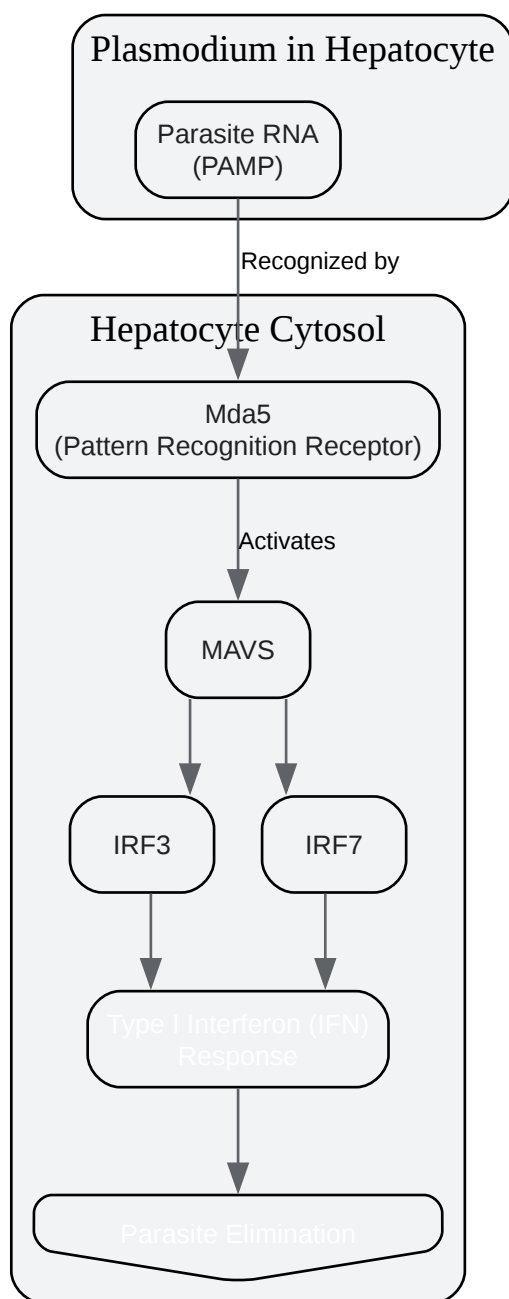 Plasmodium in Hepatocyte
Parasite RNA
(PAMP)
Recognized by
Hepatocyte Cytosol
Mda5
(Pattern Recognition Receptor)
Activates
MAVS
IRF3
IRF7
Type I Interferon (IFN)
Response
Parasite Elimination